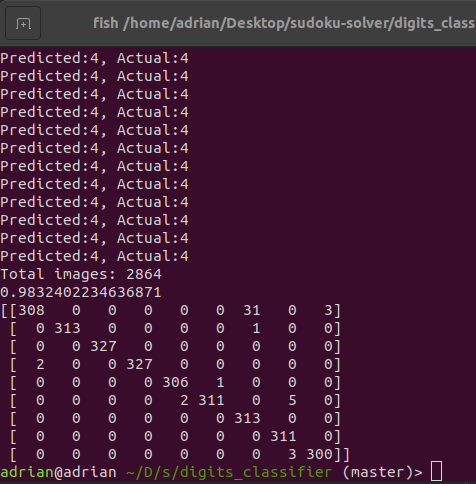 fish /home/adrian/Desktop/sudoku-solver/digits_class
Predicted:4, Actual:4
Predicted:4, Actual:4
Predicted:4, Actual:4
Predicted:4, Actual:4
Predicted:4, Actual:4
Predicted:4, Actual:4
Predicted:4, Actual:4
Predicted:4, Actual:4
Predicted:4, Actual:4
Predicted:4, Actual:4
Predicted:4, Actual:4
Predicted:4, Actual:4
Total images: 2864
0.9832402234636871
[[308   0   0   0   0   0  31   0   3]
 [  0 313   0   0   0   0   1   0   0]
 [  0   0 327   0   0   0   0   0   0]
 [  2   0   0 327   0   0   0   0   0]
 [  0   0   0   0 306   1   0   0   0]
 [  0   0   0   0   2 311   0   5   0]
 [  0   0   0   0   0   0 313   0   0]
 [  0   0   0   0   0   0   0 311   0]
 [  0   0   0   0   0   0   0   3 300]]
adrian@adrian ~/D/s/digits_classifier (master)>